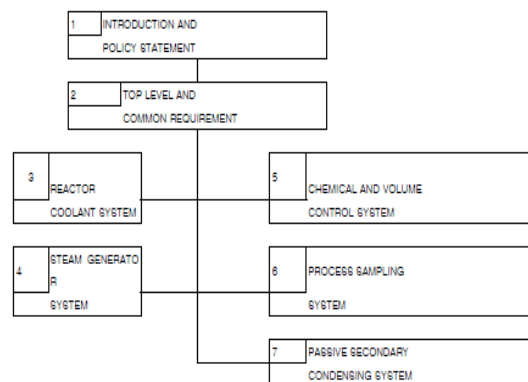 1 INTRODUCTION AND
POLICY STATEMENT
2 TOP LEVEL AND
COMMON REQUIREMENT
3
REACTOR
COOLANT SYSTEM
5
CHEMICAL AND VOLUME
CONTROL SYSTEM
4
STEAM GENERATO
R
SYSTEM
6
PROCESS SAMPLING
SYSTEM
7 PASSIVE SECONDARY
CONDENSING SYSTEM